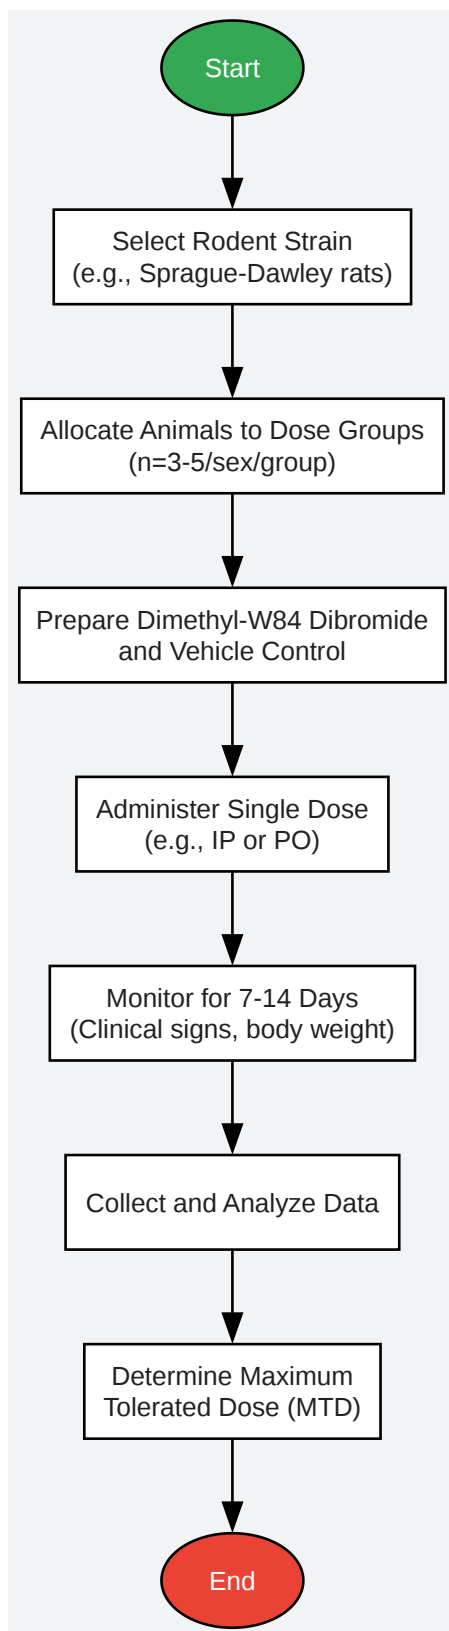 Start
Select Rodent Strain
(e.g., Sprague-Dawley rats)
Allocate Animals to Dose Groups
(n=3-5/sex/group)
Prepare Dimethyl-W84 Dibromide
and Vehicle Control
Administer Single Dose
(e.g., IP or PO)
Monitor for 7-14 Days
(Clinical signs, body weight)
Collect and Analyze Data
Determine Maximum
Tolerated Dose (MTD)
End